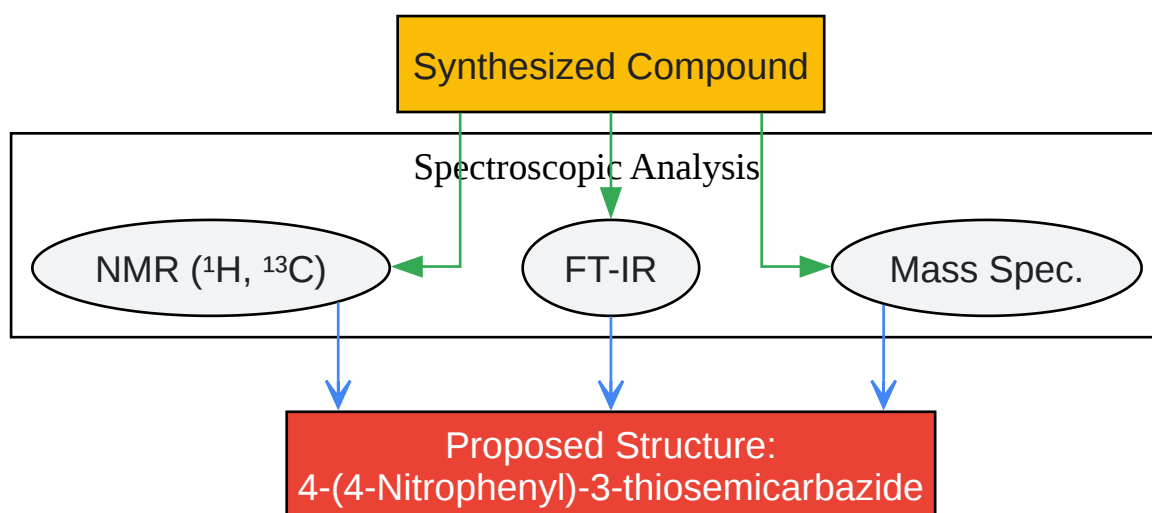 Synthesized Compound
Spectroscopic Analysis
NMR (¹H, ¹³C)
FT-IR
Mass Spec.
Proposed Structure:
4-(4-Nitrophenyl)-3-thiosemicarbazide